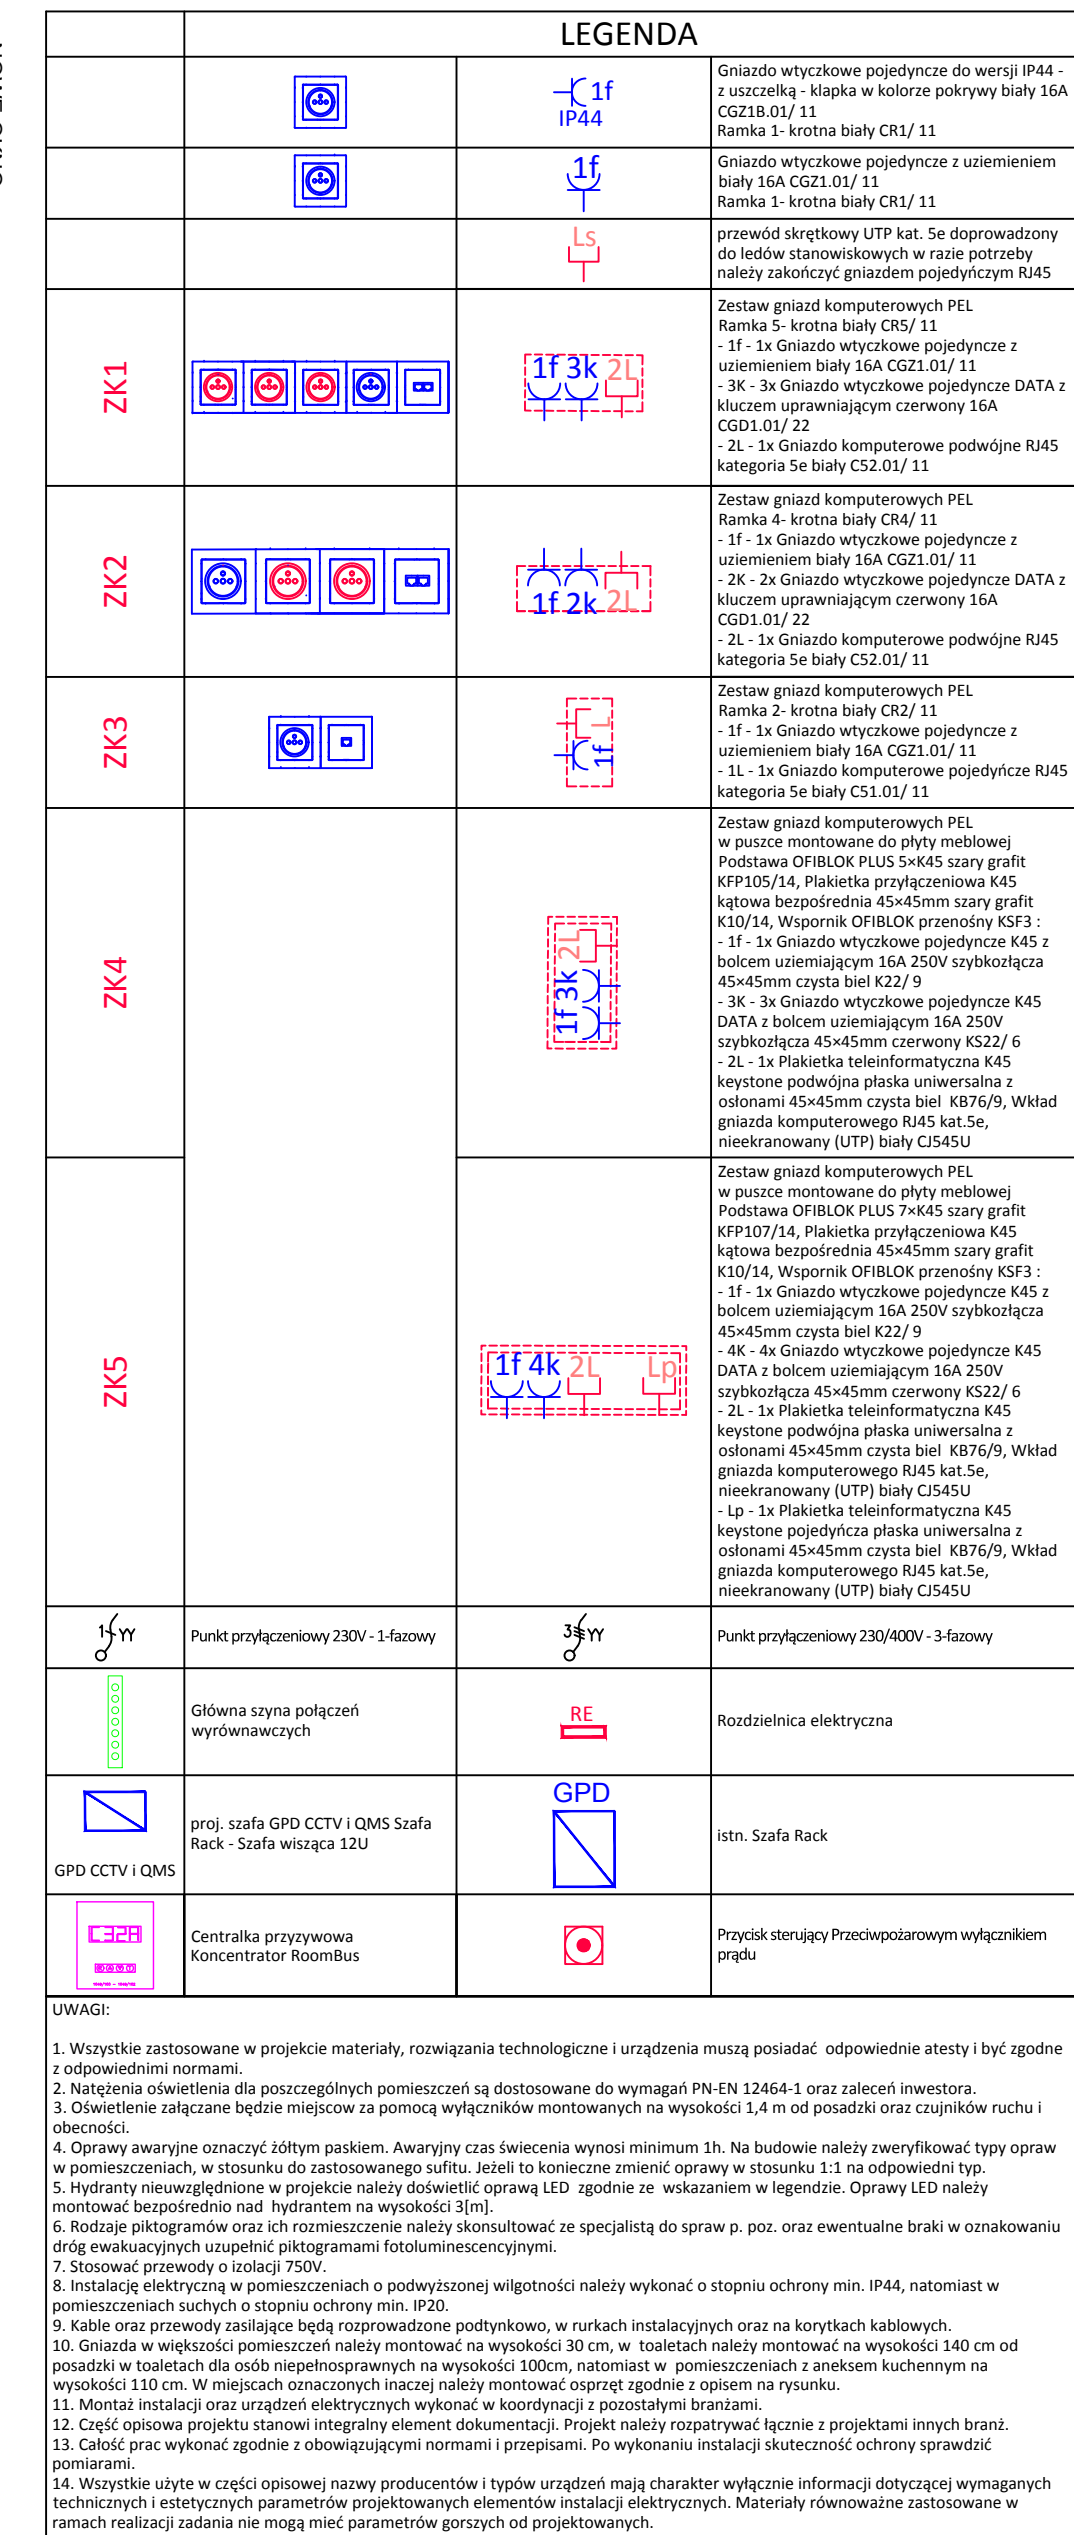 LEGENDA
1f
IP44
Gniazdo wtyczkowe pojedyncze do wersji IP44 -
z uszczelką - klapka w kolorze pokrywy biały 16A
CGZ1B.01/ 11
Ramka 1- krotna biały CR1/ 11
1f
Gniazdo wtyczkowe pojedyncze z uziemieniem
biały 16A CGZ1.01/ 11
Ramka 1- krotna biały CR1/ 11
Ls
przewód skrętkowy UTP kat. 5e doprowadzony
do ledów stanowiskowych w razie potrzeby
należy zakończyć gniazdem pojedyńczym RJ45
ZK1
1f 3k 2L
Zestaw gniazd komputerowych PEL
Ramka 5- krotna biały CR5/ 11
- 1f - 1x Gniazdo wtyczkowe pojedyncze z
uziemieniem biały 16A CGZ1.01/ 11
- 3K - 3x Gniazdo wtyczkowe pojedyncze DATA z
kluczem uprawniającym czerwony 16A
CGD1.01/ 22
- 2L - 1x Gniazdo komputerowe podwójne RJ45
kategoria 5e biały C52.01/ 11
ZK2
1f 2k 2L
Zestaw gniazd komputerowych PEL
Ramka 4- krotna biały CR4/ 11
- 1f - 1x Gniazdo wtyczkowe pojedyncze z
uziemieniem biały 16A CGZ1.01/ 11
- 2K - 2x Gniazdo wtyczkowe pojedyncze DATA z
kluczem uprawniającym czerwony 16A
CGD1.01/ 22
- 2L - 1x Gniazdo komputerowe podwójne RJ45
kategoria 5e biały C52.01/ 11
ZK3
1f L
Zestaw gniazd komputerowych PEL
Ramka 2- krotna biały CR2/ 11
- 1f - 1x Gniazdo wtyczkowe pojedyncze z
uziemieniem biały 16A CGZ1.01/ 11
- 1L - 1x Gniazdo komputerowe pojedyńcze RJ45
kategoria 5e biały C51.01/ 11
ZK4
1f 3k 2L
Zestaw gniazd komputerowych PEL
w puszce montowane do płyty meblowej
Podstawa OFIBLOK PLUS 5×K45 szary grafit
KFP105/14, Plakietka przyłączeniowa K45
kątowa bezpośrednia 45×45mm szary grafit
K10/14, Wspornik OFIBLOK przenośny KSF3 :
- 1f - 1x Gniazdo wtyczkowe pojedyncze K45 z
bolcem uziemiającym 16A 250V szybkozłącza
45×45mm czysta biel K22/ 9
- 3K - 3x Gniazdo wtyczkowe pojedyncze K45
DATA z bolcem uziemiającym 16A 250V
szybkozłącza 45×45mm czerwony KS22/ 6
- 2L - 1x Plakietka teleinformatyczna K45
keystone podwójna płaska uniwersalna z
osłonami 45×45mm czysta biel KB76/9, Wkład
gniazda komputerowego RJ45 kat.5e,
nieekranowany (UTP) biały CJ545U
ZK5
1f 4k 2L Lp
Zestaw gniazd komputerowych PEL
w puszce montowane do płyty meblowej
Podstawa OFIBLOK PLUS 7×K45 szary grafit
KFP107/14, Plakietka przyłączeniowa K45
kątowa bezpośrednia 45×45mm szary grafit
K10/14, Wspornik OFIBLOK przenośny KSF3 :
- 1f - 1x Gniazdo wtyczkowe pojedyncze K45 z
bolcem uziemiającym 16A 250V szybkozłącza
45×45mm czysta biel K22/ 9
- 4K - 4x Gniazdo wtyczkowe pojedyncze K45
DATA z bolcem uziemiającym 16A 250V
szybkozłącza 45×45mm czerwony KS22/ 6
- 2L - 1x Plakietka teleinformatyczna K45
keystone podwójna płaska uniwersalna z
osłonami 45×45mm czysta biel KB76/9, Wkład
gniazda komputerowego RJ45 kat.5e,
nieekranowany (UTP) biały CJ545U
- Lp - 1x Plakietka teleinformatyczna K45
keystone pojedyńcza płaska uniwersalna z
osłonami 45×45mm czysta biel KB76/9, Wkład
gniazda komputerowego RJ45 kat.5e,
nieekranowany (UTP) biały CJ545U
1 YY
Punkt przyłączeniowy 230V - 1-fazowy
3 YY
Punkt przyłączeniowy 230/400V - 3-fazowy
Główna szyna połączeń
wyrównawczych
RE
Rozdzielnica elektryczna
GPD CCTV i QMS
proj. szafa GPD CCTV i QMS Szafa
Rack - Szafa wisząca 12U
GPD
istn. Szafa Rack
C32A
Centralka przyzywowa
Koncentrator RoomBus
Przycisk sterujący Przeciwpożarowym wyłącznikiem
prądu
UWAGI:
1. Wszystkie zastosowane w projekcie materiały, rozwiązania technologiczne i urządzenia muszą posiadać odpowiednie atesty i być zgodne
z odpowiednimi normami.
2. Natężenia oświetlenia dla poszczególnych pomieszczeń są dostosowane do wymagań PN-EN 12464-1 oraz zaleceń inwestora.
3. Oświetlenie załączane będzie miejscow za pomocą wyłączników montowanych na wysokości 1,4 m od posadzki oraz czujników ruchu i
obecności.
4. Oprawy awaryjne oznaczyć żółtym paskiem. Awaryjny czas świecenia wynosi minimum 1h. Na budowie należy zweryfikować typy opraw
w pomieszczeniach, w stosunku do zastosowanego sufitu. Jeżeli to konieczne zmienić oprawy w stosunku 1:1 na odpowiedni typ.
5. Hydranty nieuwzględnione w projekcie należy doświetlić oprawą LED zgodnie ze wskazaniem w legendzie. Oprawy LED należy
montować bezpośrednio nad hydrantem na wysokości 3[m].
6. Rodzaje piktogramów oraz ich rozmieszczenie należy skonsultować ze specjalistą do spraw p. poz. oraz ewentualne braki w oznakowaniu
dróg ewakuacyjnych uzupełnić piktogramami fotoluminescencyjnymi.
7. Stosować przewody o izolacji 750V.
8. Instalację elektryczną w pomieszczeniach o podwyższonej wilgotności należy wykonać o stopniu ochrony min. IP44, natomiast w
pomieszczeniach suchych o stopniu ochrony min. IP20.
9. Kable oraz przewody zasilające będą rozprowadzone podtynkowo, w rurkach instalacyjnych oraz na korytkach kablowych.
10. Gniazda w większości pomieszczeń należy montować na wysokości 30 cm, w toaletach należy montować na wysokości 140 cm od
posadzki w toaletach dla osób niepełnosprawnych na wysokości 100cm, natomiast w pomieszczeniach z aneksem kuchennym na
wysokości 110 cm. W miejscach oznaczonych inaczej należy montować osprzęt zgodnie z opisem na rysunku.
11. Montaż instalacji oraz urządzeń elektrycznych wykonać w koordynacji z pozostałymi branżami.
12. Część opisowa projektu stanowi integralny element dokumentacji. Projekt należy rozpatrywać łącznie z projektami innych branż.
13. Całość prac wykonać zgodnie z obowiązującymi normami i przepisami. Po wykonaniu instalacji skuteczność ochrony sprawdzić
pomiarami.
14. Wszystkie użyte w części opisowej nazwy producentów i typów urządzeń mają charakter wyłącznie informacji dotyczącej wymaganych
technicznych i estetycznych parametrów projektowanych elementów instalacji elektrycznych. Materiały równoważne zastosowane w
ramach realizacji zadania nie mogą mieć parametrów gorszych od projektowanych.